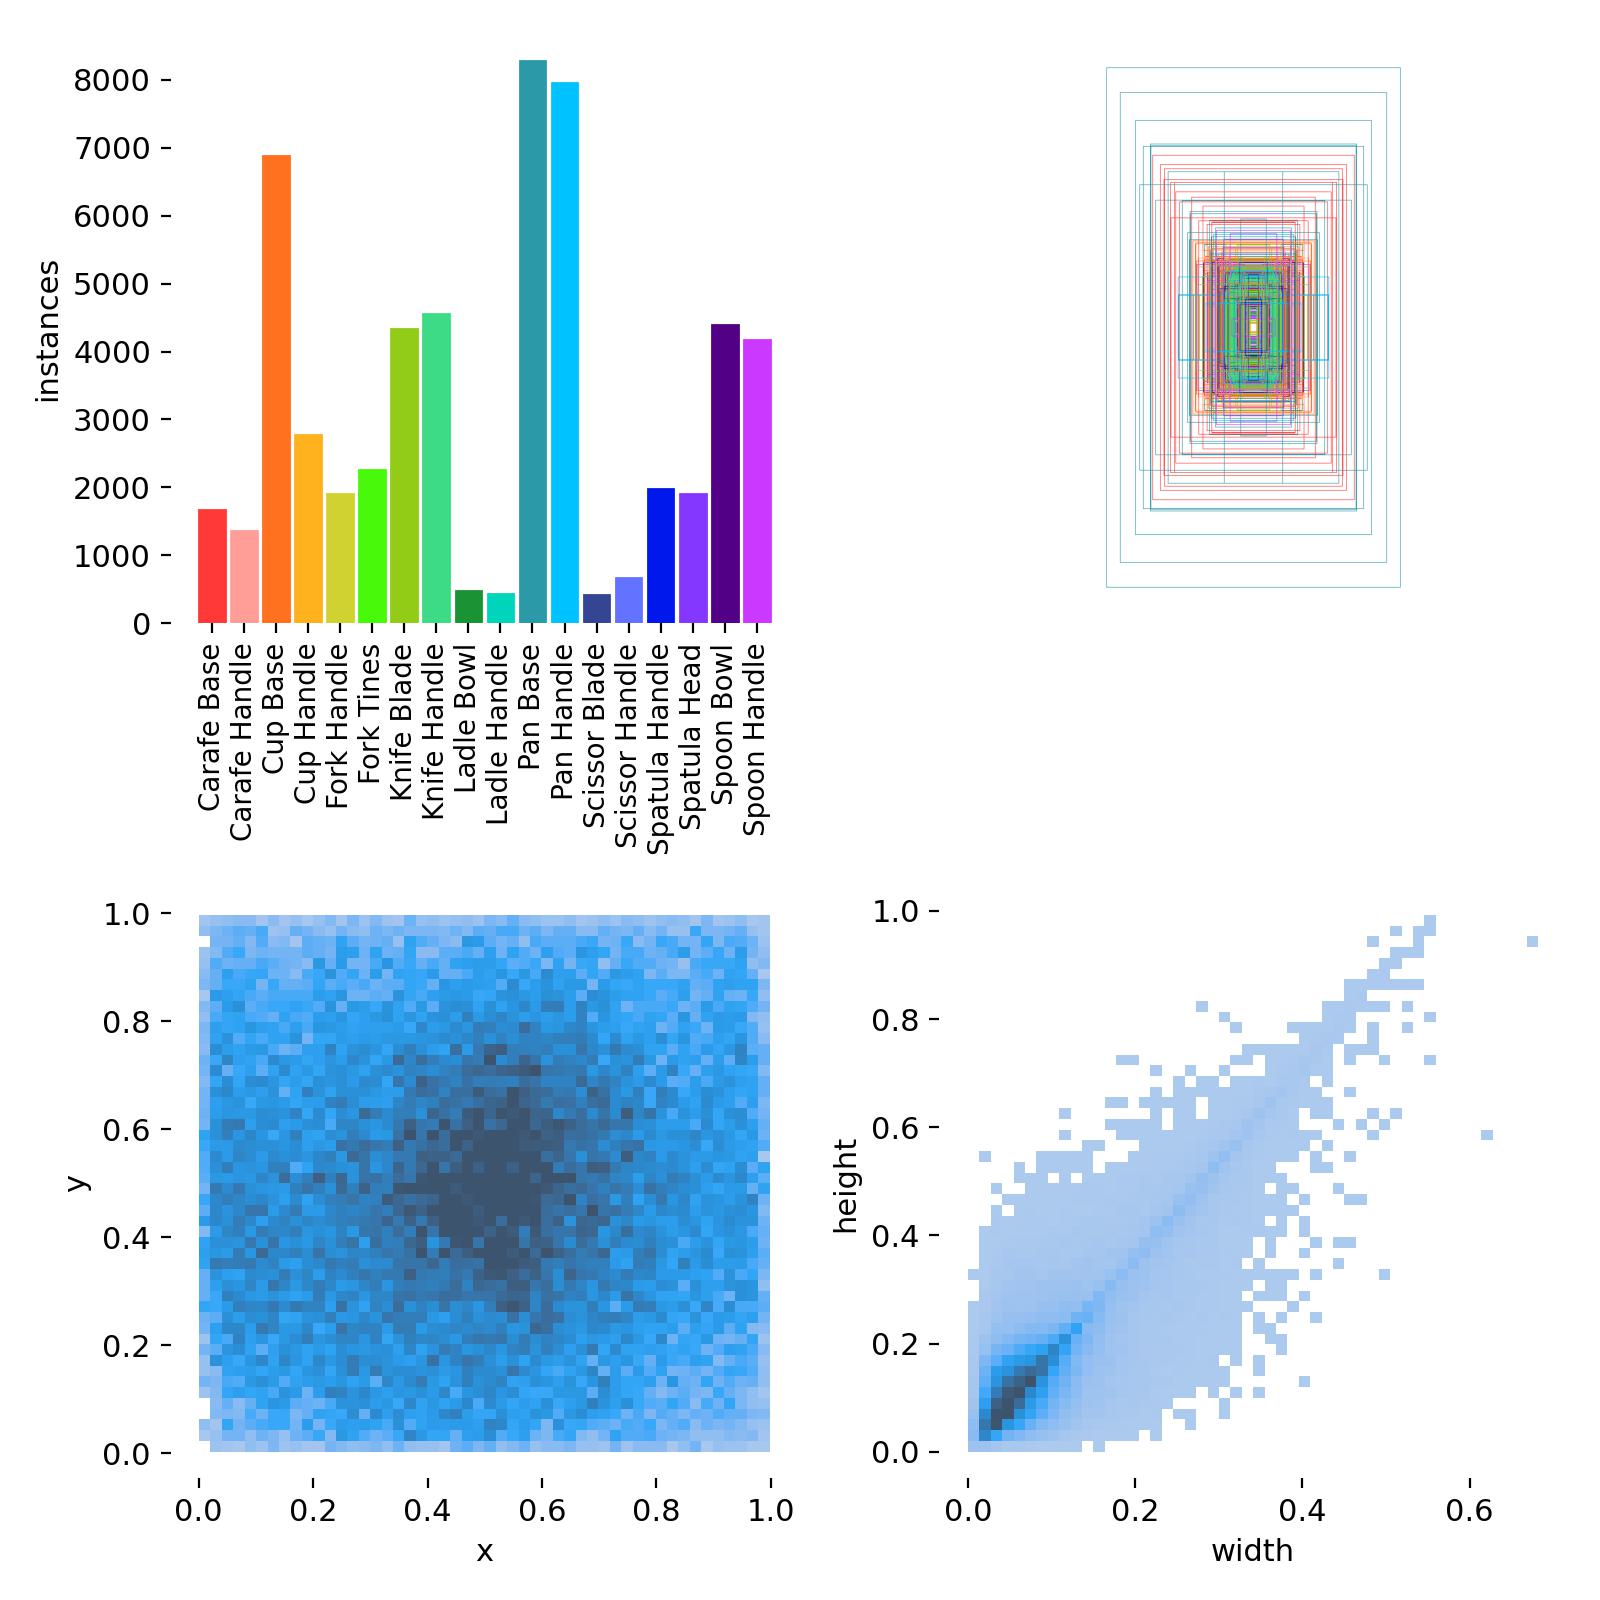 8000
7000
6000
5000
4000
3000
2000
1000
0
instances
Carafe Base
Carafe Handle
Cup Base
Cup Handle
Fork Handle
Fork Tines
Knife Blade
Knife Handle
Ladle Bowl
Ladle Handle
Pan Base
Pan Handle
Scissor Blade
Scissor Handle
Spatula Handle
Spatula Head
Spoon Bowl
Spoon Handle
1.0
0.8
0.6
0.4
0.2
0.0
y
0.0 0.2 0.4 0.6 0.8 1.0
x
1.0
0.8
0.6
0.4
0.2
0.0
height
0.0 0.2 0.4 0.6
width